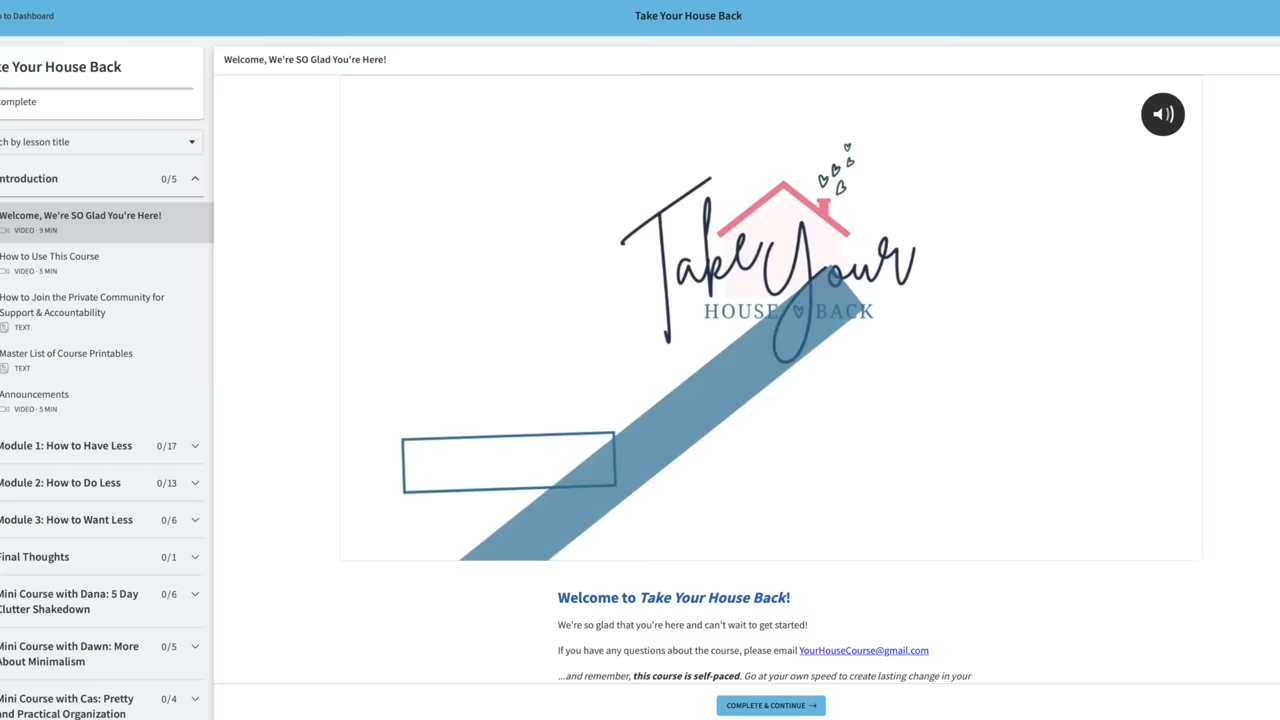 to Dashboard
Take Your House Back
ke Your House Back
omplete
ch by lesson title
ntroduction 0/5
Welcome, We're SO Glad You're Here!
VIDEO · 9 MIN
How to Use This Course
VIDEO · 5 MIN
How to Join the Private Community for
Support & Accountability
TEXT
Master List of Course Printables
TEXT
Announcements
VIDEO · 5 MIN
Module 1: How to Have Less 0/17
Module 2: How to Do Less 0/13
Module 3: How to Want Less 0/6
Final Thoughts 0/1
Mini Course with Dana: 5 Day
Clutter Shakedown 0/6
Mini Course with Dawn: More
About Minimalism 0/5
Mini Course with Cas: Pretty
and Practical Organization 0/4
Welcome, We're SO Glad You're Here!
Take Your
HOUSE BACK
Welcome to Take Your House Back!
We're so glad that you're here and can't wait to get started!
If you have any questions about the course, please email YourHouseCourse@gmail.com
...and remember, this course is self-paced. Go at your own speed to create lasting change in your
COMPLETE & CONTINUE →